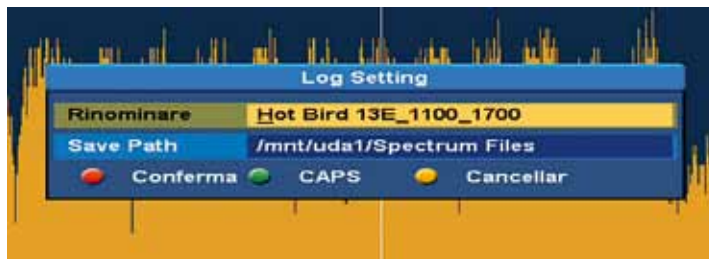 Log Setting
Rinominare Hot Bird 13E_1100_1700
Save Path /mnt/uda1/Spectrum Files
Conferma CAPS Cancellar